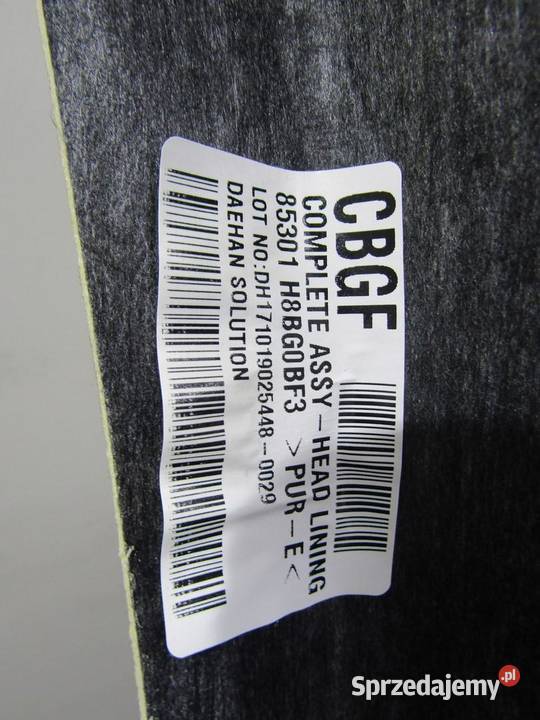 CBGF
COMPLETE ASSY-HEAD LINING
85301 H8BG0BF3 >PUR-E<
LOT NO:DH171019025448-0029
DAEHAN SOLUTION
Sprzedajemy.pl